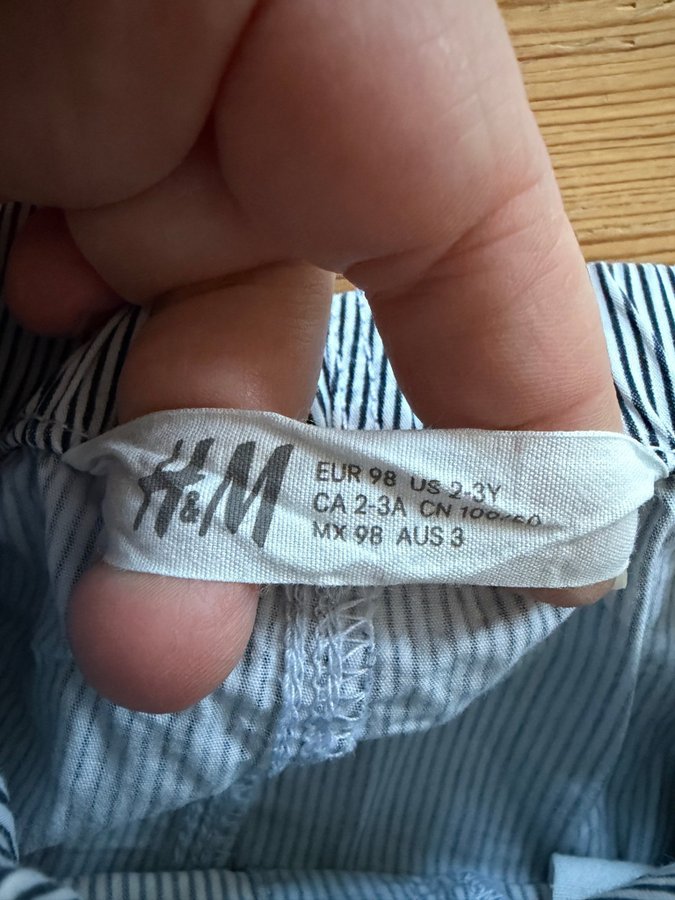 H&M
EUR 98 US 2-3Y
CA 2-3A CN
MX 98 AUS 3